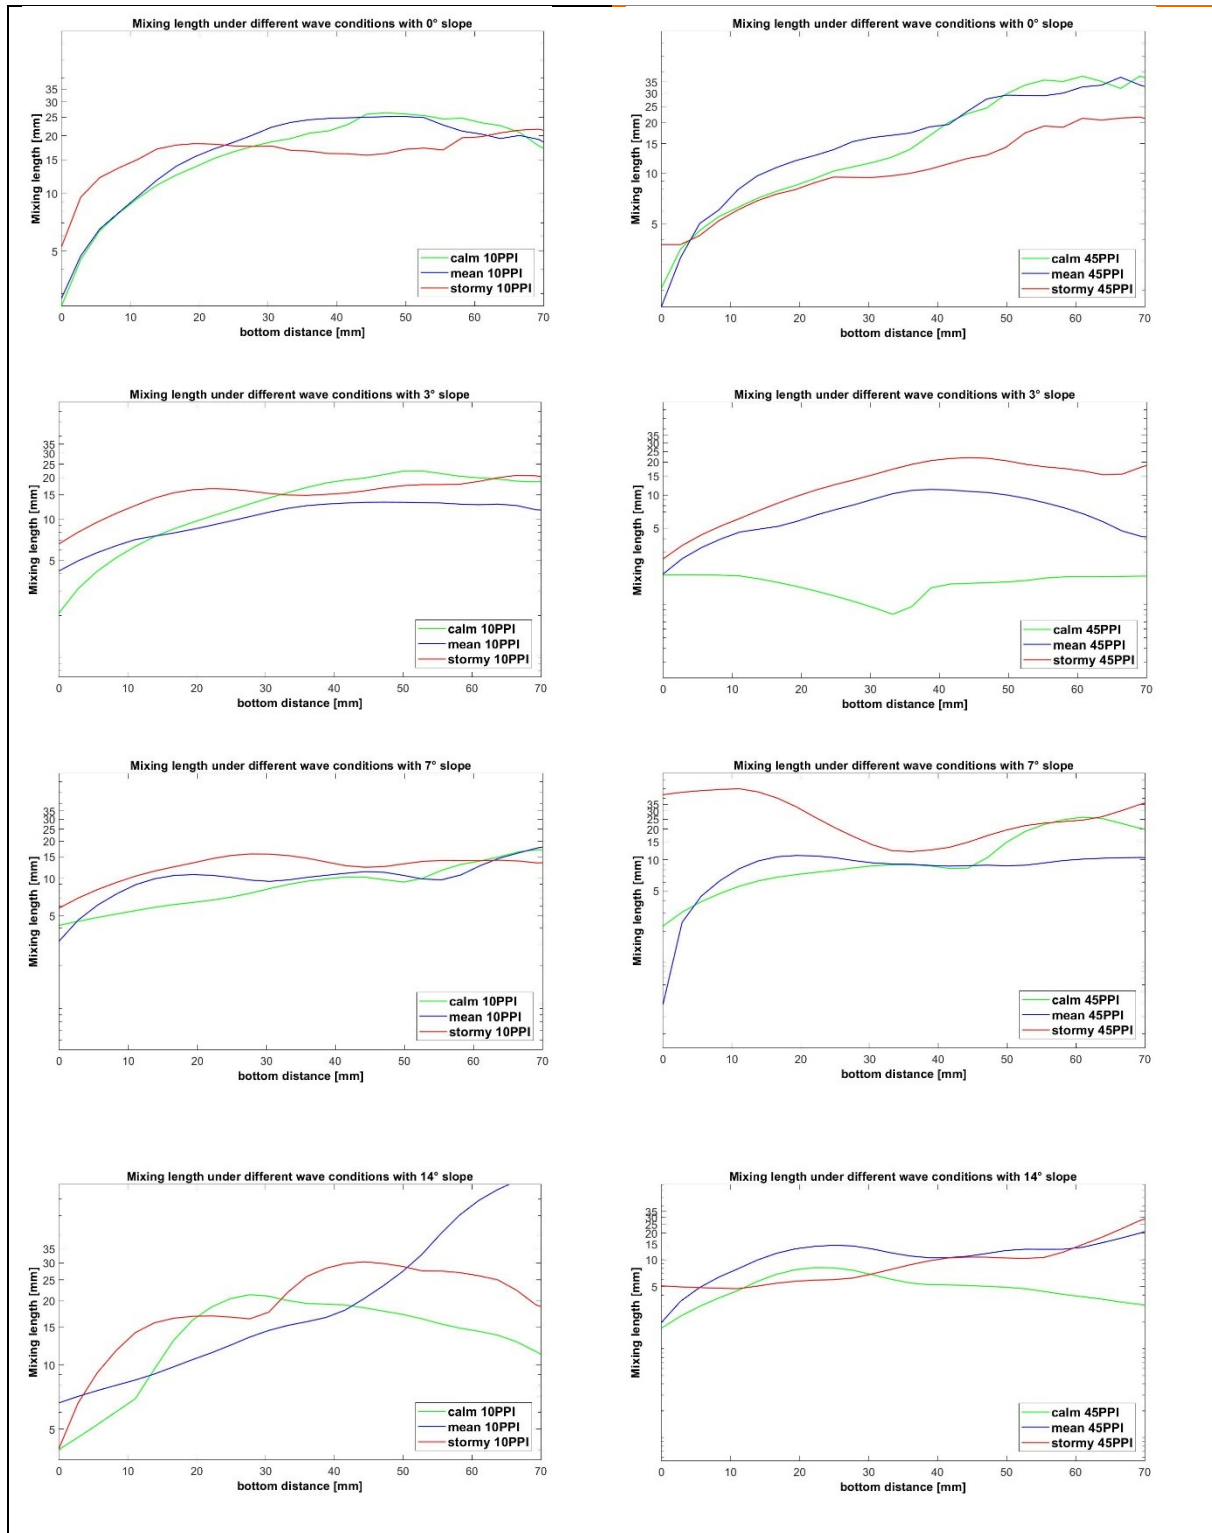 Mixing length under different wave conditions with 0° slope
Mixing length [mm]
35
30
25
20
15
10
5
calm 10PPI
mean 10PPI
stormy 10PPI
0 10 20 30 40 50 60 70
bottom distance [mm]
Mixing length under different wave conditions with 0° slope
Mixing length [mm]
35
30
25
20
15
10
5
calm 45PPI
mean 45PPI
stormy 45PPI
0 10 20 30 40 50 60 70
bottom distance [mm]
Mixing length under different wave conditions with 3° slope
Mixing length [mm]
35
30
25
20
15
10
5
calm 10PPI
mean 10PPI
stormy 10PPI
0 10 20 30 40 50 60 70
bottom distance [mm]
Mixing length under different wave conditions with 3° slope
Mixing length [mm]
35
30
25
20
15
10
5
calm 45PPI
mean 45PPI
stormy 45PPI
0 10 20 30 40 50 60 70
bottom distance [mm]
Mixing length under different wave conditions with 7° slope
Mixing length [mm]
35
30
25
20
15
10
5
calm 10PPI
mean 10PPI
stormy 10PPI
0 10 20 30 40 50 60 70
bottom distance [mm]
Mixing length under different wave conditions with 7° slope
Mixing length [mm]
35
30
25
20
15
10
5
calm 45PPI
mean 45PPI
stormy 45PPI
0 10 20 30 40 50 60 70
bottom distance [mm]
Mixing length under different wave conditions with 14° slope
Mixing length [mm]
35
30
25
20
15
10
5
calm 10PPI
mean 10PPI
stormy 10PPI
0 10 20 30 40 50 60 70
bottom distance [mm]
Mixing length under different wave conditions with 14° slope
Mixing length [mm]
35
30
25
20
15
10
5
calm 45PPI
mean 45PPI
stormy 45PPI
0 10 20 30 40 50 60 70
bottom distance [mm]